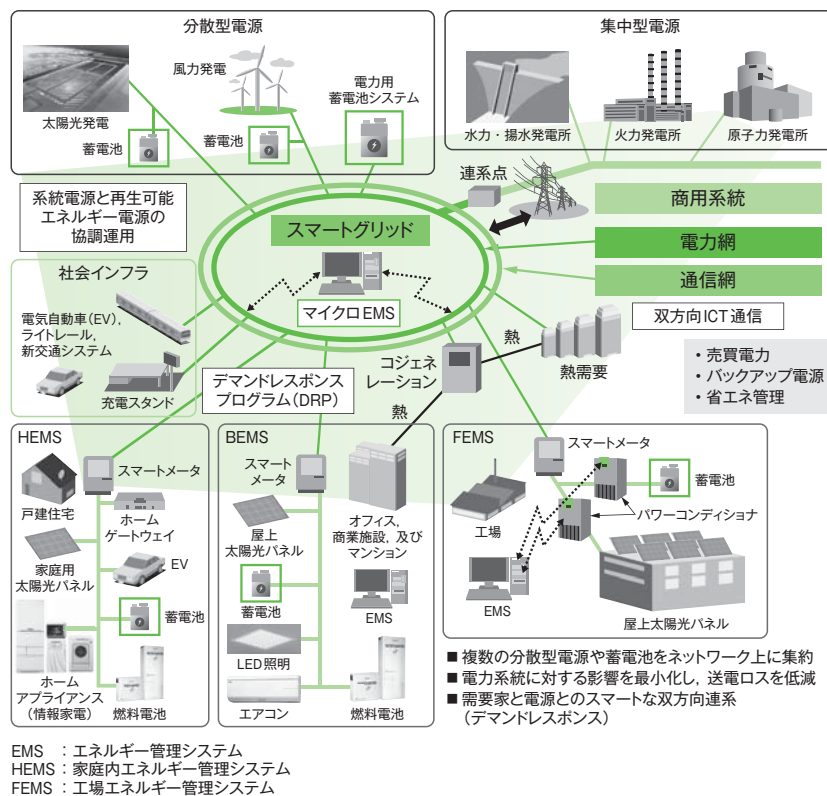 分散型電源
太陽光発電
蓄電池
風力発電
蓄電池
電力用
蓄電池システム
集中型電源
水力・揚水発電所
火力発電所
原子力発電所
連系点
商用系統
電力網
通信網
双方向ICT通信
・売買電力
・バックアップ電源
・省エネ管理
系統電源と再生可能
エネルギー電源の
協調運用
スマートグリッド
マイクロEMS
社会インフラ
電気自動車(EV),
ライトレール,
新交通システム
充電スタンド
デマンドレスポンス
プログラム(DRP)
コジェネ
レーション
熱
熱需要
熱
HEMS
スマートメータ
戸建住宅
ホーム
ゲートウェイ
家庭用
太陽光パネル
EV
蓄電池
ホーム
アプライアンス
(情報家電)
燃料電池
BEMS
スマート
メータ
屋上
太陽光パネル
オフィス,
商業施設, 及び
マンション
蓄電池
EMS
LED照明
エアコン
燃料電池
FEMS
スマートメータ
蓄電池
工場
パワーコンディショナ
EMS
屋上太陽光パネル
■ 複数の分散型電源や蓄電池をネットワーク上に集約
■ 電力系統に対する影響を最小化し, 送電ロスを低減
■ 需要家と電源とのスマートな双方向連系
(デマンドレスポンス)
EMS : エネルギー管理システム
HEMS : 家庭内エネルギー管理システム
FEMS : 工場エネルギー管理システム